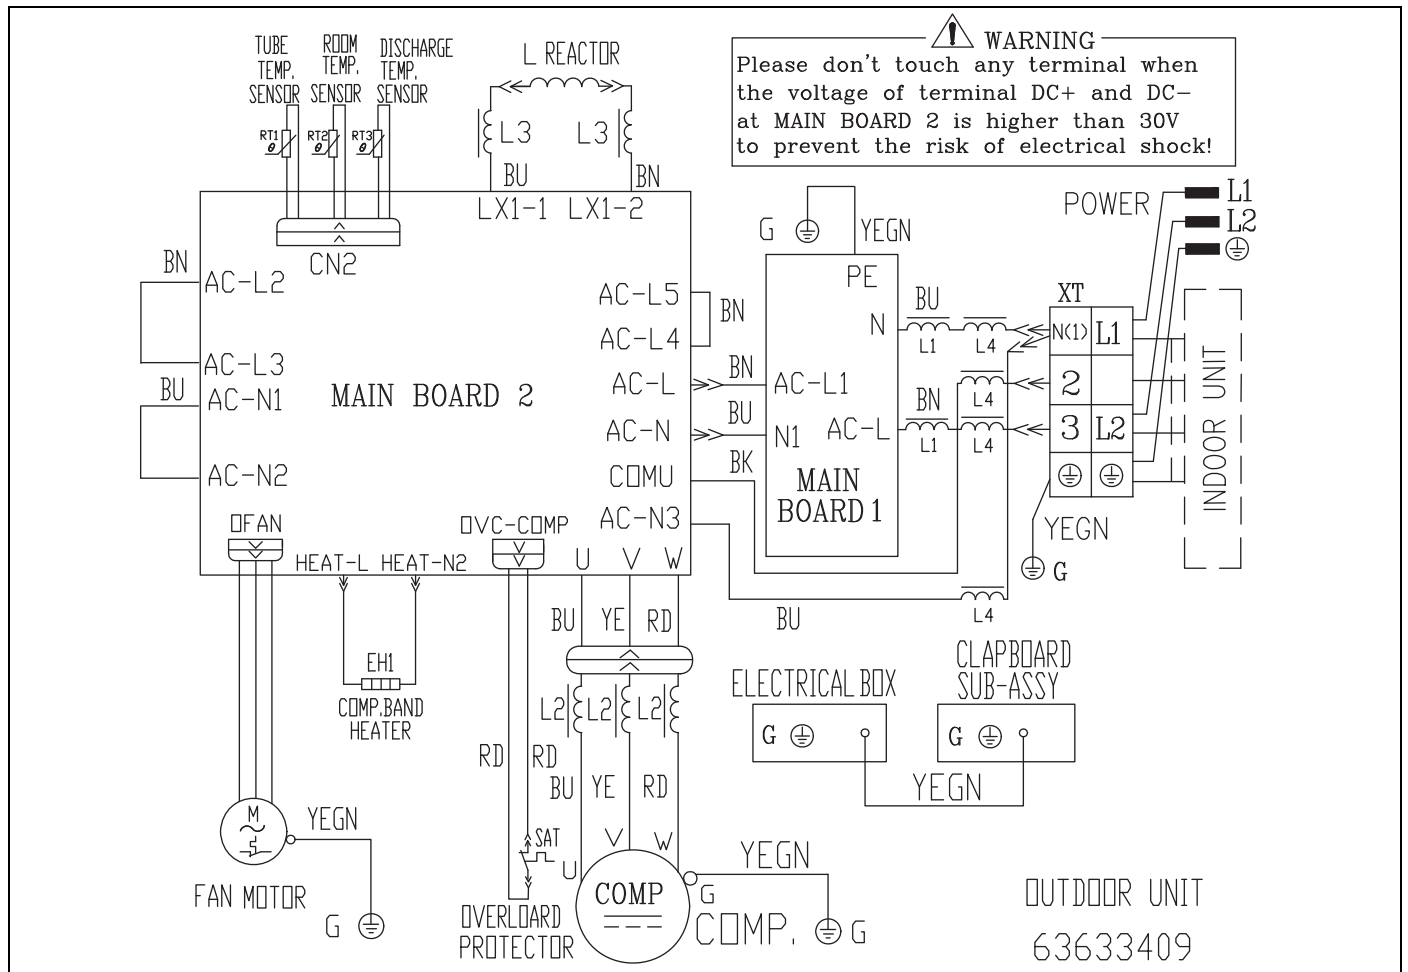 TUBE
TEMP.
SENSOR
ROOM
TEMP.
SENSOR
DISCHARGE
TEMP.
SENSOR
L REACTOR
WARNING
Please don't touch any terminal when
the voltage of terminal DC+ and DC-
at MAIN BOARD 2 is higher than 30V
to prevent the risk of electrical shock!
RT1 θ
RT2 θ
RT3 θ
L3
L3
BU
BN
LX1-1
LX1-2
CN2
POWER
L1
L2
G
YEGN
BN
AC-L2
AC-L3
BU
AC-N1
AC-N2
MAIN BOARD 2
AC-L5
AC-L4
BN
AC-L
BN
AC-N
BU
COMU
BK
AC-N3
PE
N
AC-L1
AC-L
N1
MAIN
BOARD 1
BU
L1
L4
L4
BN
L1
L4
XT
N(1)
L1
2
3
L2
INDOOR UNIT
YEGN
G
OFAN
HEAT-L
HEAT-N2
OVC-COMP
U
V
W
BU
YE
RD
BU
L4
EH1
COMP.BAND
HEATER
L2
L2
L2
ELECTRICAL BOX
G
CLAPBOARD
SUB-ASSY
G
YEGN
RD
RD
BU
YE
RD
M
YEGN
FAN MOTOR
G
SAT
OVERLOARD
PROTECTOR
U
V
W
COMP
G
COMP.
YEGN
G
OUTDOOR UNIT
63633409